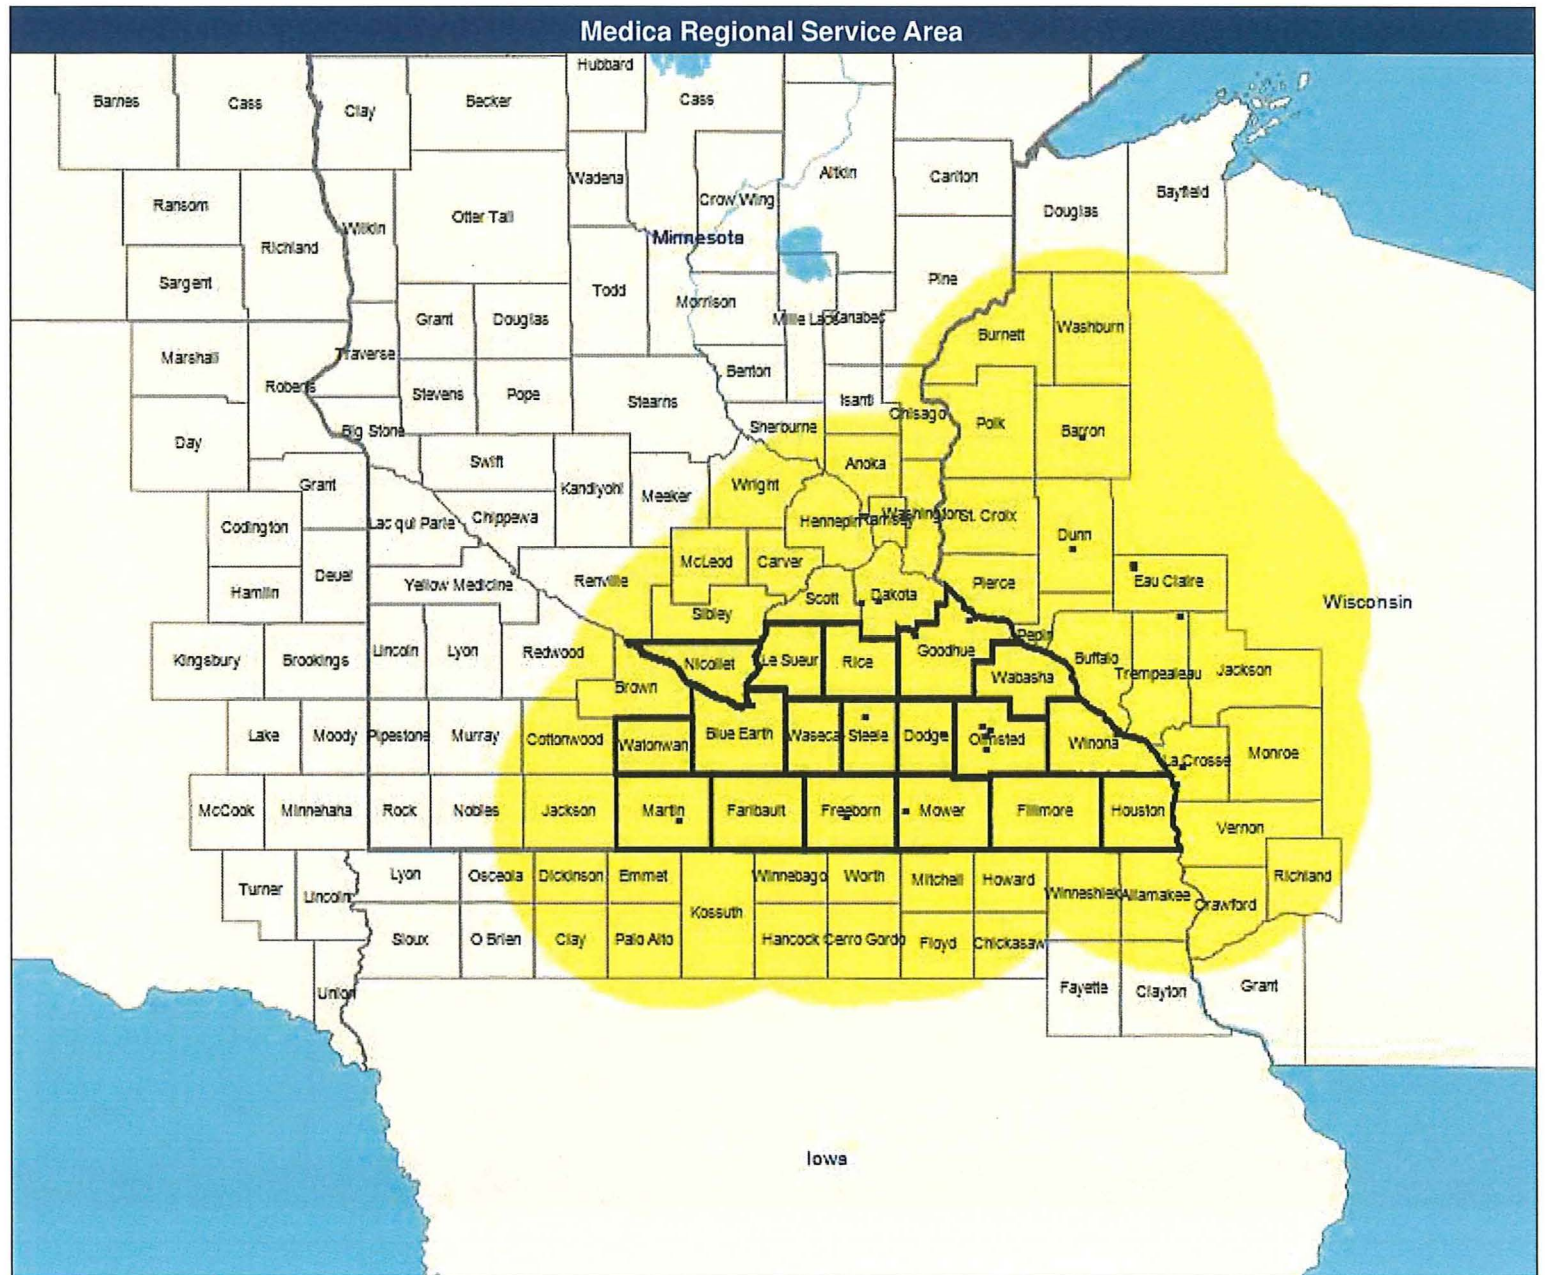 Medica Regional Service Area
Hubbard
Barnes
Cass
Clay
Becker
Cass
Wadena
Aitkin
Carlton
Ransom
Crow Wing
Bayfield
Wilkin
Otter Tail
Douglas
Richland
Minnesota
Sargent
Todd
Pine
Morrison
Grant
Douglas
Mille Lacs
Kanabec
Burnett
Washburn
Marshall
Traverse
Benton
Roberts
Stevens
Pope
Stearns
Isanti
Chisago
Polk
Barron
Day
Big Stone
Sherburne
Swift
Anoka
Grant
Kandiyohi
Meeker
Wright
Codington
Lac qui Parle
Chippewa
Hennepin
Ramsey
Washington
St. Croix
Dunn
McLeod
Carver
Deuel
Yellow Medicine
Renville
Pierce
Eau Claire
Hamlin
Scott
Dakota
Wisconsin
Sibley
Pepin
Kingsbury
Brookings
Lincoln
Lyon
Redwood
Nicollet
Le Sueur
Rice
Goodhue
Buffalo
Trempealeau
Jackson
Brown
Wabasha
Lake
Moody
Pipestone
Murray
Cottonwood
Watonwan
Blue Earth
Waseca
Steele
Dodge
Olmsted
Winona
La Crosse
Monroe
McCook
Minnehaha
Rock
Nobles
Jackson
Martin
Faribault
Freeborn
Mower
Fillmore
Houston
Vernon
Turner
Lincoln
Lyon
Osceola
Dickinson
Emmet
Winnebago
Worth
Mitchell
Howard
Winneshiek
Allamakee
Crawford
Richland
Kossuth
Sioux
O Brien
Clay
Palo Alto
Hancock
Cerro Gordo
Floyd
Chickasaw
Union
Fayette
Clayton
Grant
Iowa